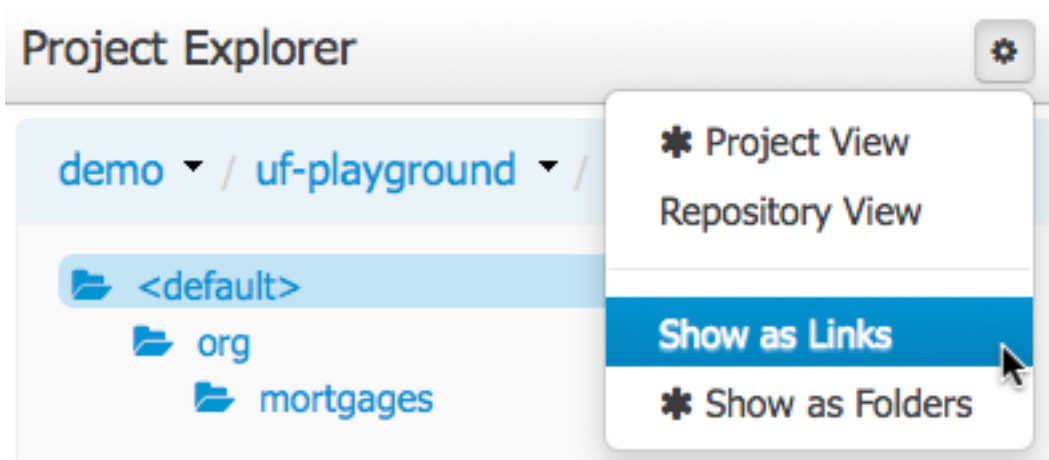 Project Explorer
demo / uf-playground /
<default>
org
mortgages
✱ Project View
Repository View
Show as Links
✱ Show as Folders